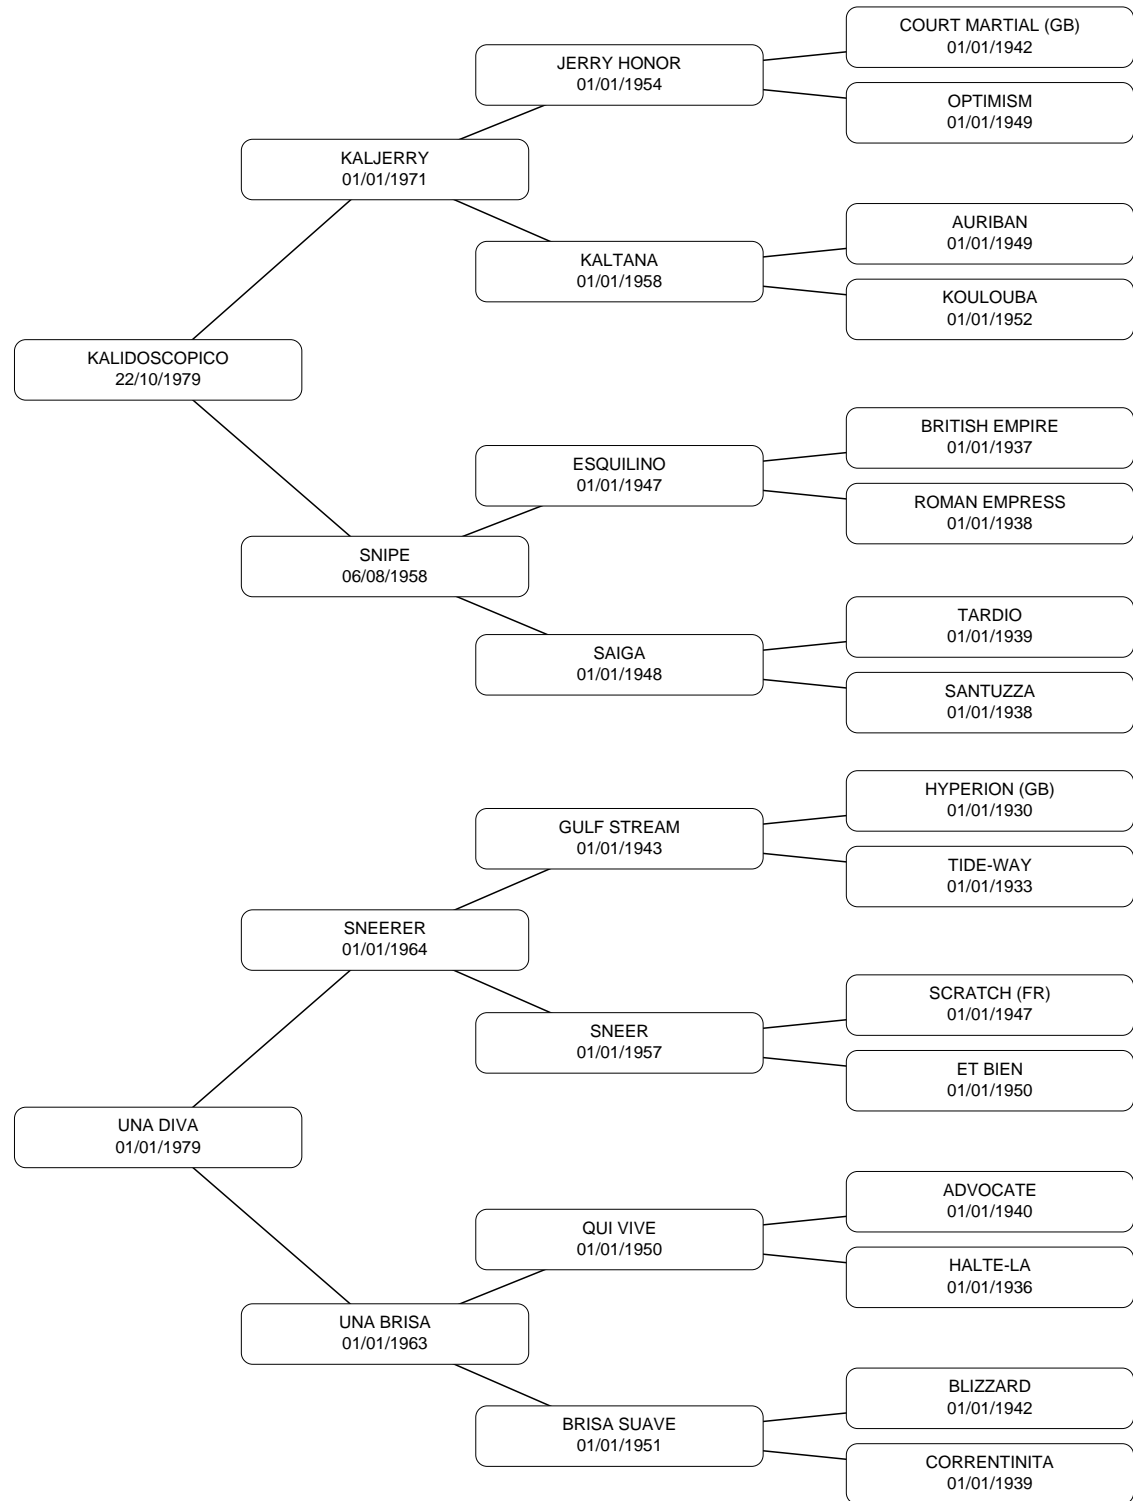 COURT MARTIAL (GB)
01/01/1942
JERRY HONOR
01/01/1954
OPTIMISM
01/01/1949
KALJERRY
01/01/1971
AURIBAN
01/01/1949
KALTANA
01/01/1958
KOULOUBA
01/01/1952
KALIDOSCOPICO
22/10/1979
BRITISH EMPIRE
01/01/1937
ESQUILINO
01/01/1947
ROMAN EMPRESS
01/01/1938
SNIPE
06/08/1958
TARDIO
01/01/1939
SAIGA
01/01/1948
SANTUZZA
01/01/1938
HYPERION (GB)
01/01/1930
GULF STREAM
01/01/1943
TIDE-WAY
01/01/1933
SNEERER
01/01/1964
SCRATCH (FR)
01/01/1947
SNEER
01/01/1957
ET BIEN
01/01/1950
UNA DIVA
01/01/1979
ADVOCATE
01/01/1940
QUI VIVE
01/01/1950
HALTE-LA
01/01/1936
UNA BRISA
01/01/1963
BLIZZARD
01/01/1942
BRISA SUAVE
01/01/1951
CORRENTINITA
01/01/1939